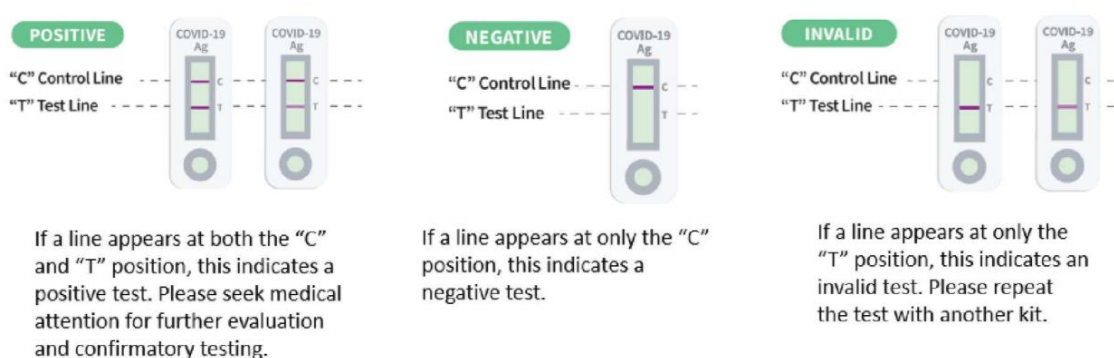 POSITIVE
COVID-19 Ag
COVID-19 Ag
"C" Control Line
C
C
"T" Test Line
T
T
If a line appears at both the "C"
and "T" position, this indicates a
positive test. Please seek medical
attention for further evaluation
and confirmatory testing.
NEGATIVE
COVID-19 Ag
"C" Control Line
C
"T" Test Line
T
If a line appears at only the "C"
position, this indicates a
negative test.
INVALID
COVID-19 Ag
COVID-19 Ag
"C" Control Line
C
C
"T" Test Line
T
T
If a line appears at only the
"T" position, this indicates an
invalid test. Please repeat
the test with another kit.